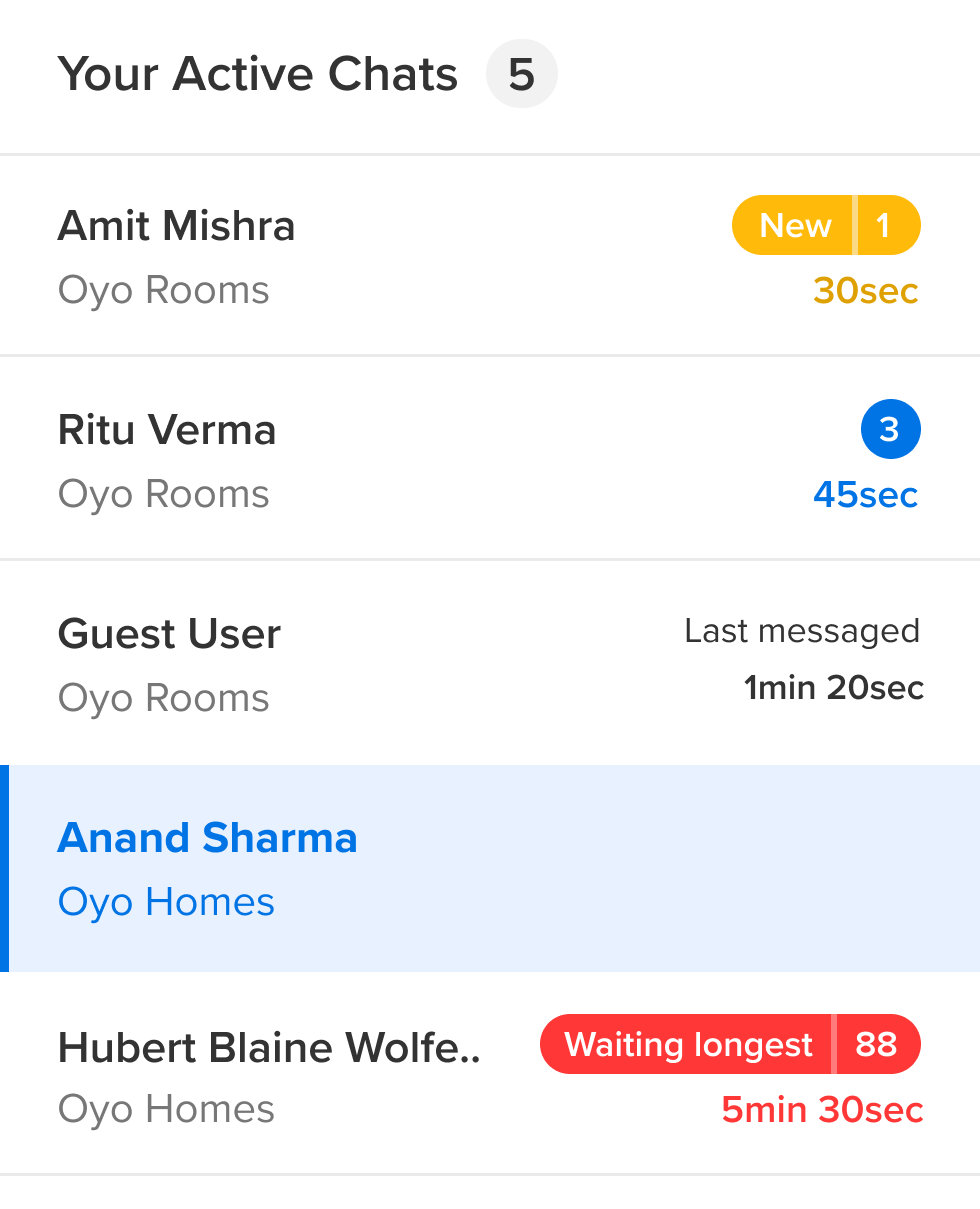 Your Active Chats 5
Amit Mishra New 1
Oyo Rooms 30sec
Ritu Verma 3
Oyo Rooms 45sec
Guest User Last messaged
Oyo Rooms 1min 20sec
Anand Sharma
Oyo Homes
Hubert Blaine Wolfe.. Waiting longest 88
Oyo Homes 5min 30sec